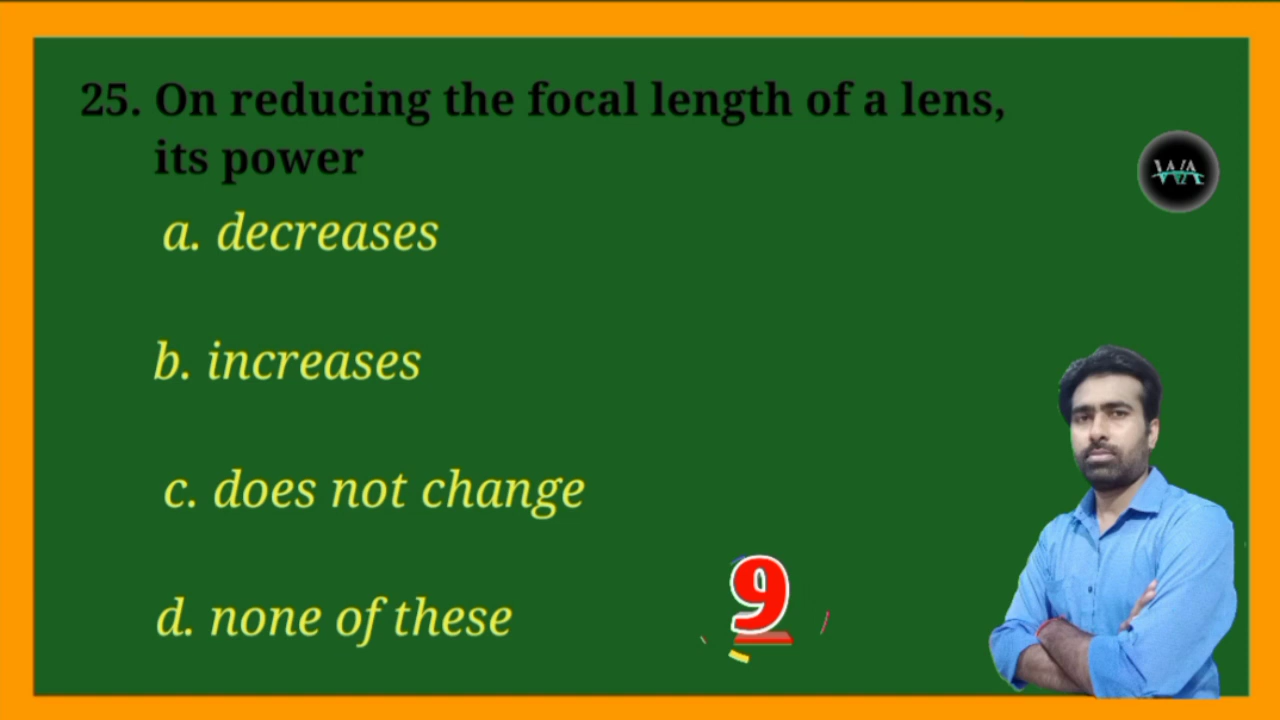 25. On reducing the focal length of a lens,
its power
a. decreases
b. increases
c. does not change
d. none of these
9